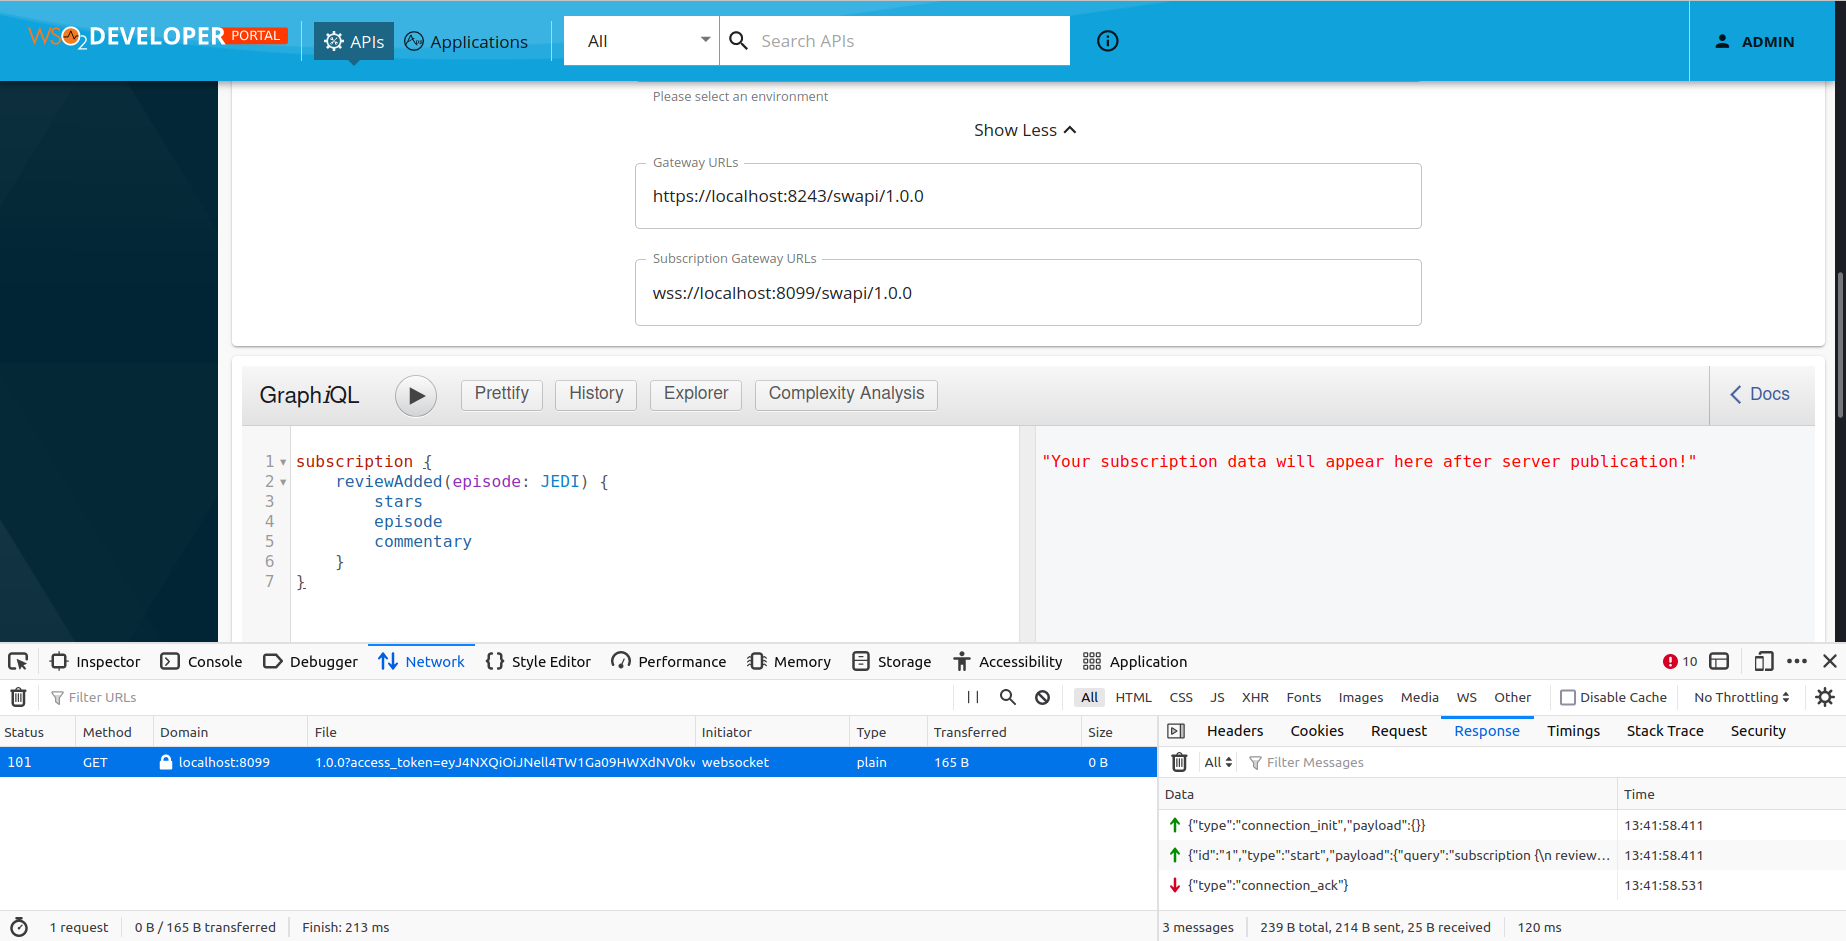 WSO2 DEVELOPER PORTAL APIs Applications All Search APIs ADMIN
Please select an environment
Show Less
Gateway URLs
https://localhost:8243/swapi/1.0.0
Subscription Gateway URLs
wss://localhost:8099/swapi/1.0.0
GraphiQL Prettify History Explorer Complexity Analysis Docs
1 subscription {
2 reviewAdded(episode: JEDI) {
3 stars
4 episode
5 commentary
6 }
7 }
"Your subscription data will appear here after server publication!"
Inspector Console Debugger Network Style Editor Performance Memory Storage Accessibility Application 10
Filter URLs All HTML CSS JS XHR Fonts Images Media WS Other Disable Cache No Throttling
Status Method Domain File Initiator Type Transferred Size
101 GET localhost:8099 1.0.0?access_token=eyJ4NXQiOiJNell4TW1Ga09HWXdNV0kv websocket plain 165 B 0 B
Headers Cookies Request Response Timings Stack Trace Security
All Filter Messages
Data Time
{"type":"connection_init","payload":{}} 13:41:58.411
{"id":"1","type":"start","payload":{"query":"subscription {\n review... 13:41:58.411
{"type":"connection_ack"} 13:41:58.531
1 request 0 B / 165 B transferred Finish: 213 ms
3 messages 239 B total, 214 B sent, 25 B received 120 ms